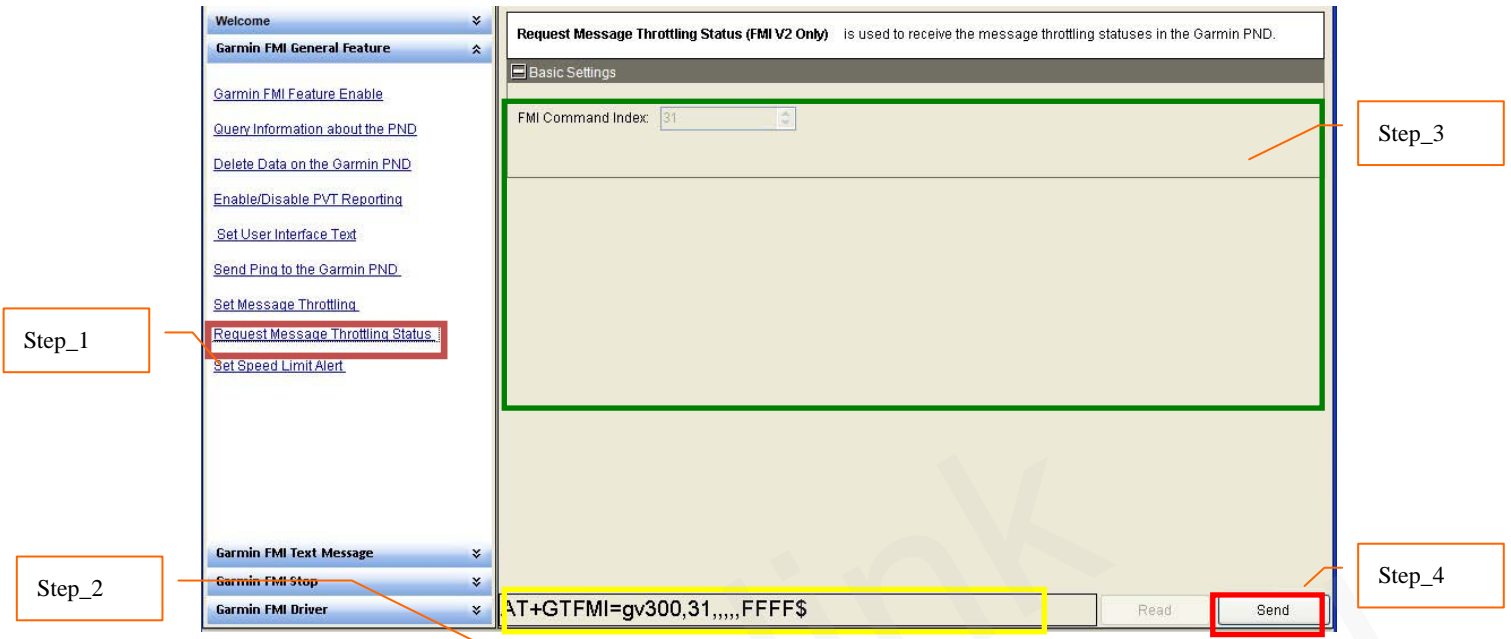 Welcome
Garmin FMI General Feature
Garmin FMI Feature Enable
Query Information about the PND
Delete Data on the Garmin PND
Enable/Disable PVT Reporting
Set User Interface Text
Send Ping to the Garmin PND
Set Message Throttling
Request Message Throttling Status
Set Speed Limit Alert
Garmin FMI Text Message
Garmin FMI Stop
Garmin FMI Driver
Request Message Throttling Status (FMI V2 Only) is used to receive the message throttling statuses in the Garmin PND.
Basic Settings
FMI Command Index: 31
AT+GTFMI=gv300,31,,,,,FFFF$
Read
Send
Step_1
Step_2
Step_3
Step_4